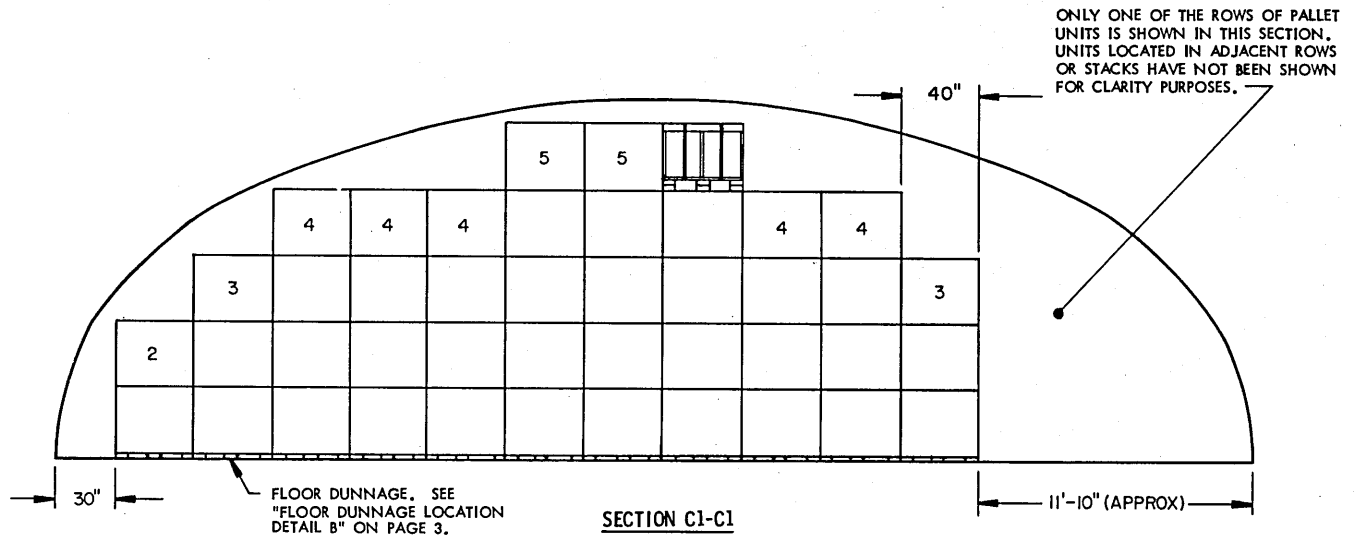 ONLY ONE OF THE ROWS OF PALLET
UNITS IS SHOWN IN THIS SECTION.
UNITS LOCATED IN ADJACENT ROWS
OR STACKS HAVE NOT BEEN SHOWN
FOR CLARITY PURPOSES.
40"
5 5
4 4 4 4 4
3 3
2
30"
FLOOR DUNNAGE. SEE
"FLOOR DUNNAGE LOCATION
DETAIL B" ON PAGE 3.
SECTION C1-C1
11'-10" (APPROX)